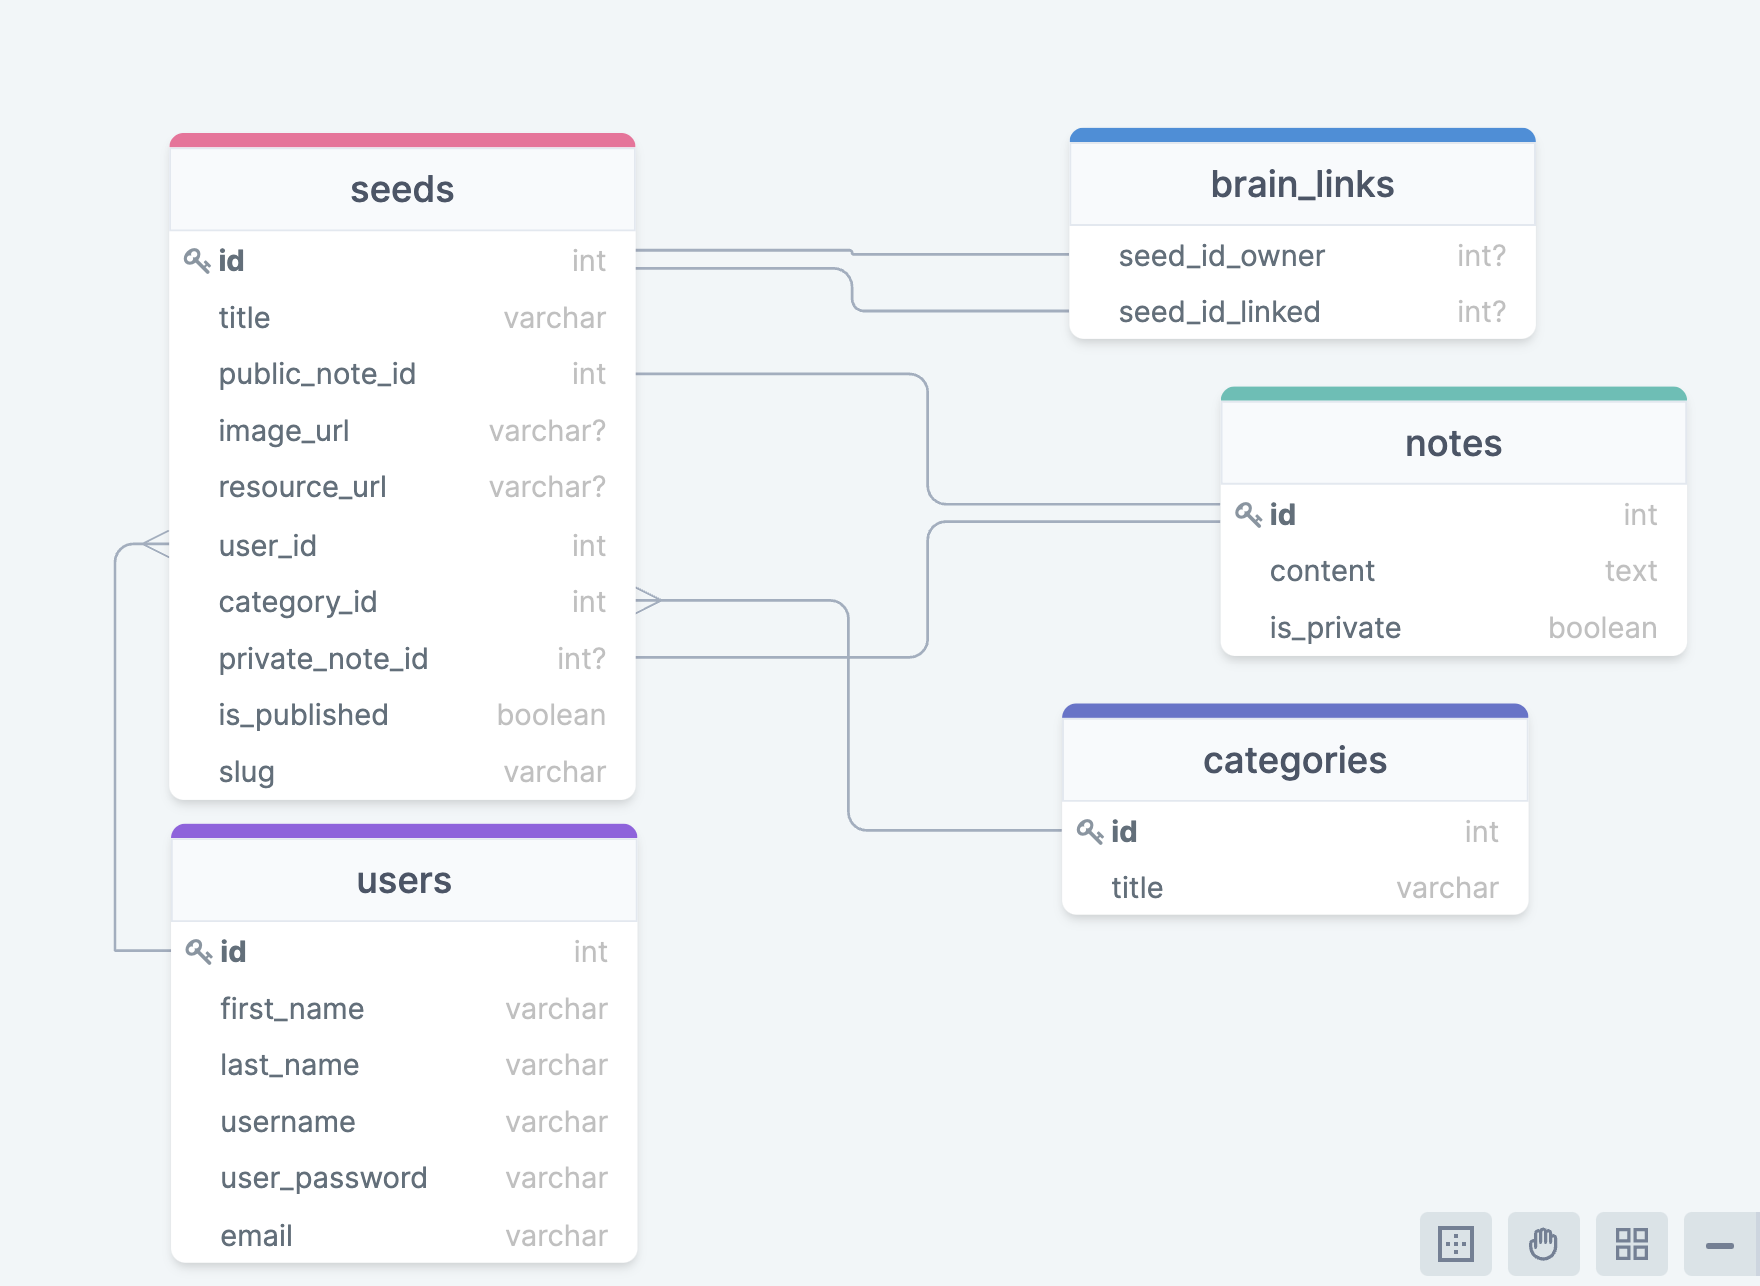 seeds
id int
title varchar
public_note_id int
image_url varchar?
resource_url varchar?
user_id int
category_id int
private_note_id int?
is_published boolean
slug varchar
brain_links
seed_id_owner int?
seed_id_linked int?
notes
id int
content text
is_private boolean
categories
id int
title varchar
users
id int
first_name varchar
last_name varchar
username varchar
user_password varchar
email varchar